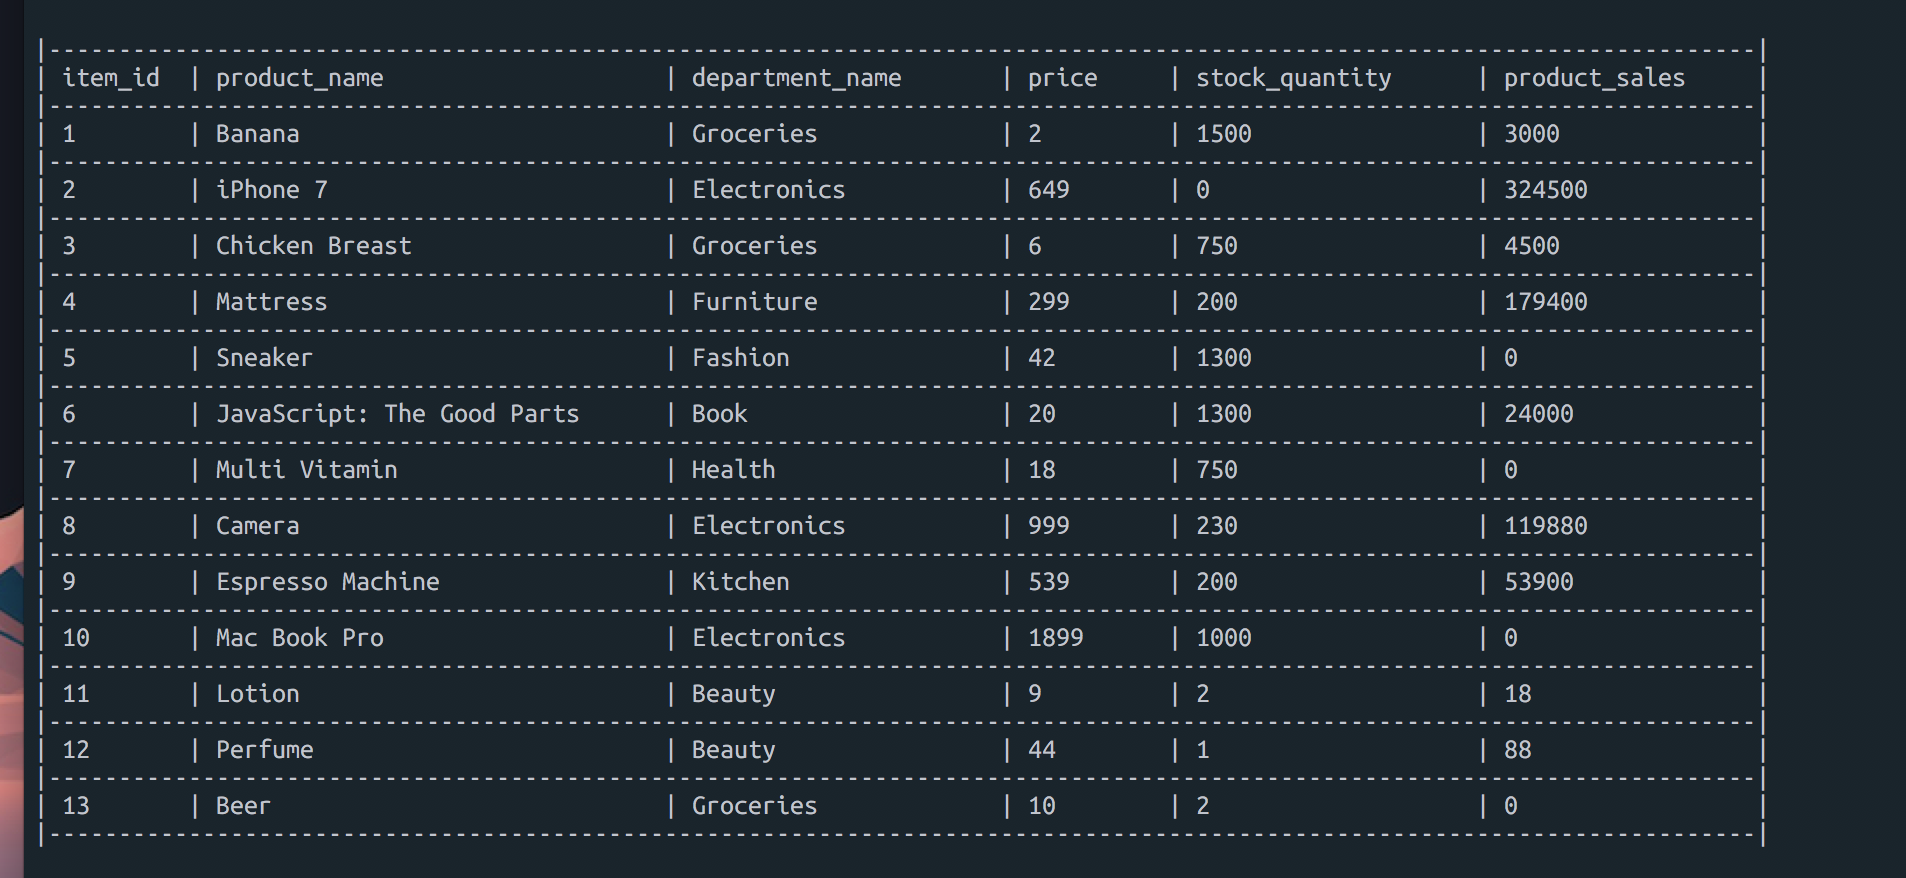 |--------------------------------------------------------------------------------------------------------------------------|
| item_id  | product_name                    | department_name       | price     | stock_quantity      | product_sales     |
|--------------------------------------------------------------------------------------------------------------------------|
| 1        | Banana                          | Groceries             | 2         | 1500                | 3000              |
|--------------------------------------------------------------------------------------------------------------------------|
| 2        | iPhone 7                        | Electronics           | 649       | 0                   | 324500            |
|--------------------------------------------------------------------------------------------------------------------------|
| 3        | Chicken Breast                  | Groceries             | 6         | 750                 | 4500              |
|--------------------------------------------------------------------------------------------------------------------------|
| 4        | Mattress                        | Furniture             | 299       | 200                 | 179400            |
|--------------------------------------------------------------------------------------------------------------------------|
| 5        | Sneaker                         | Fashion               | 42        | 1300                | 0                 |
|--------------------------------------------------------------------------------------------------------------------------|
| 6        | JavaScript: The Good Parts      | Book                  | 20        | 1300                | 24000             |
|--------------------------------------------------------------------------------------------------------------------------|
| 7        | Multi Vitamin                   | Health                | 18        | 750                 | 0                 |
|--------------------------------------------------------------------------------------------------------------------------|
| 8        | Camera                          | Electronics           | 999       | 230                 | 119880            |
|--------------------------------------------------------------------------------------------------------------------------|
| 9        | Espresso Machine                | Kitchen               | 539       | 200                 | 53900             |
|--------------------------------------------------------------------------------------------------------------------------|
| 10       | Mac Book Pro                    | Electronics           | 1899      | 1000                | 0                 |
|--------------------------------------------------------------------------------------------------------------------------|
| 11       | Lotion                          | Beauty                | 9         | 2                   | 18                |
|--------------------------------------------------------------------------------------------------------------------------|
| 12       | Perfume                         | Beauty                | 44        | 1                   | 88                |
|--------------------------------------------------------------------------------------------------------------------------|
| 13       | Beer                            | Groceries             | 10        | 2                   | 0                 |
|--------------------------------------------------------------------------------------------------------------------------|